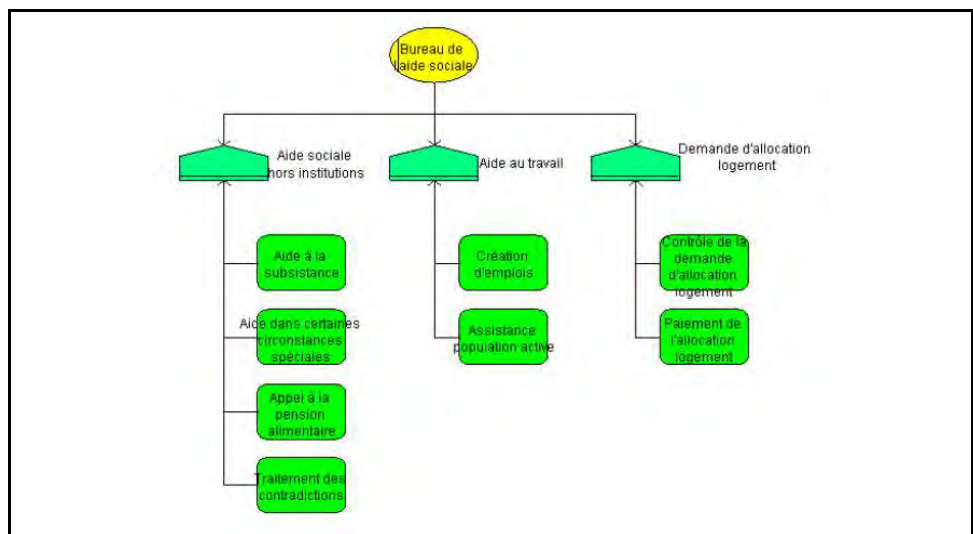 Bureau de
l'aide sociale
Aide sociale
hors institutions
Aide au travail
Demande d'allocation
logement
Aide à la
subsistance
Aide dans certaines
circonstances
spéciales
Appel à la
pension
alimentaire
Traitement des
contradictions
Création
d'emplois
Assistance
population active
Contrôle de la
demande
d'allocation
logement
Paiement de
l'allocation
logement